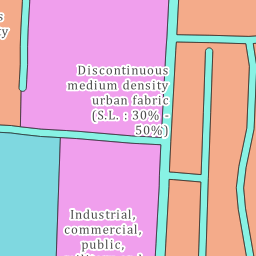 Discontinuous
medium density
urban fabric
(S.L. : 30% -
50%)
Industrial,
commercial,
public,